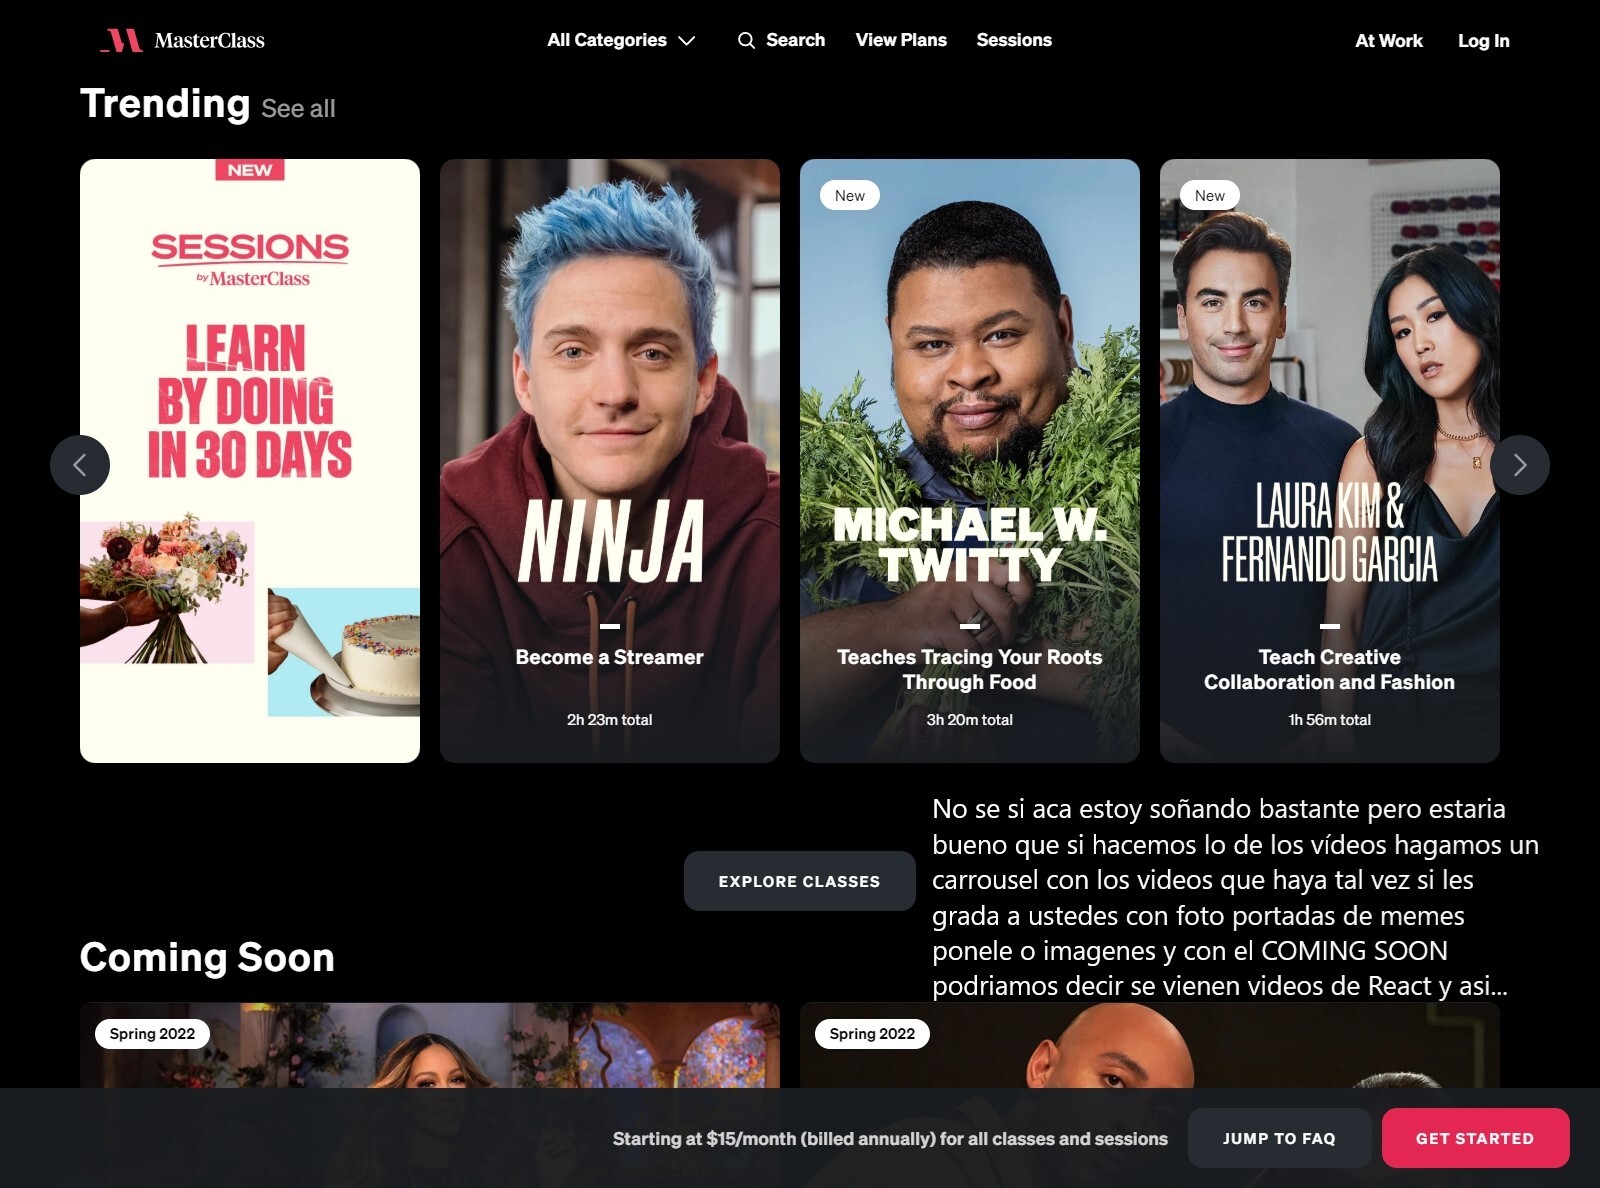 MasterClass
All Categories
Search
View Plans
Sessions
At Work
Log In
Trending See all
NEW
SESSIONS
by MasterClass
LEARN
BY DOING
IN 30 DAYS
NINJA
Become a Streamer
2h 23m total
New
MICHAEL W.
TWITTY
Teaches Tracing Your Roots
Through Food
3h 20m total
New
LAURA KIM &
FERNANDO GARCIA
Teach Creative
Collaboration and Fashion
1h 56m total
EXPLORE CLASSES
No se si aca estoy soñando bastante pero estaria
bueno que si hacemos lo de los vídeos hagamos un
carrousel con los videos que haya tal vez si les
grada a ustedes con foto portadas de memes
ponele o imagenes y con el COMING SOON
podriamos decir se vienen videos de React y asi...
Coming Soon
Spring 2022
Spring 2022
Starting at $15/month (billed annually) for all classes and sessions
JUMP TO FAQ
GET STARTED